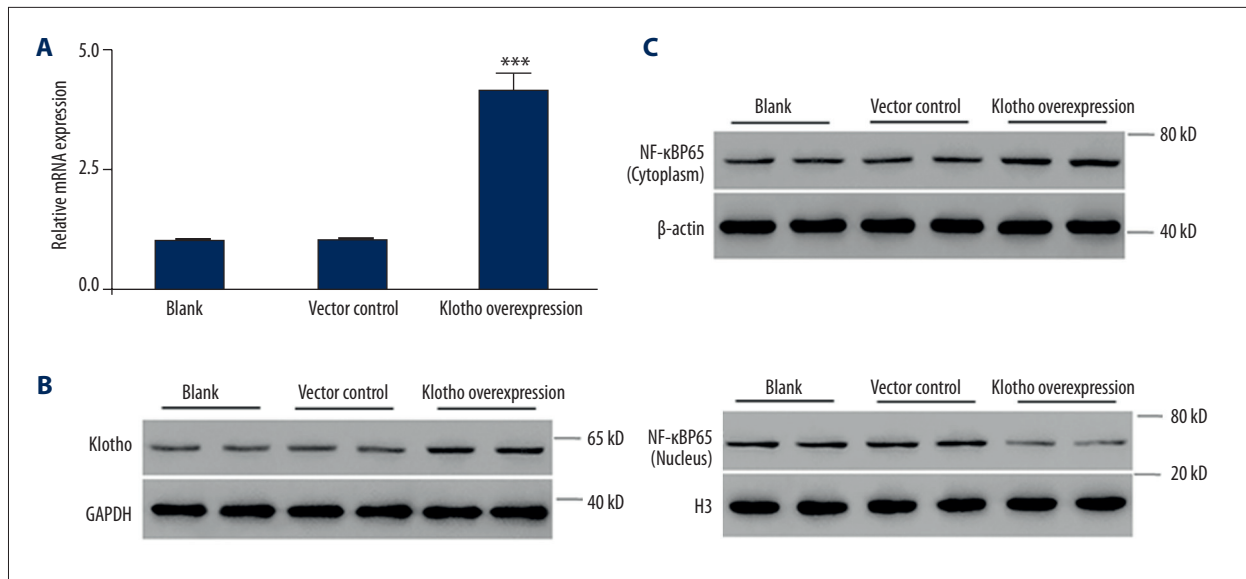 A
Relative mRNA expression
5.0
2.5
0.0
***
Blank
Vector control
Klotho overexpression
B
Blank
Vector control
Klotho overexpression
Klotho
65 kD
GAPDH
40 kD
C
Blank
Vector control
Klotho overexpression
80 kD
NF-κBP65
(Cytoplasm)
β-actin
40 kD
Blank
Vector control
Klotho overexpression
80 kD
NF-κBP65
(Nucleus)
20 kD
H3